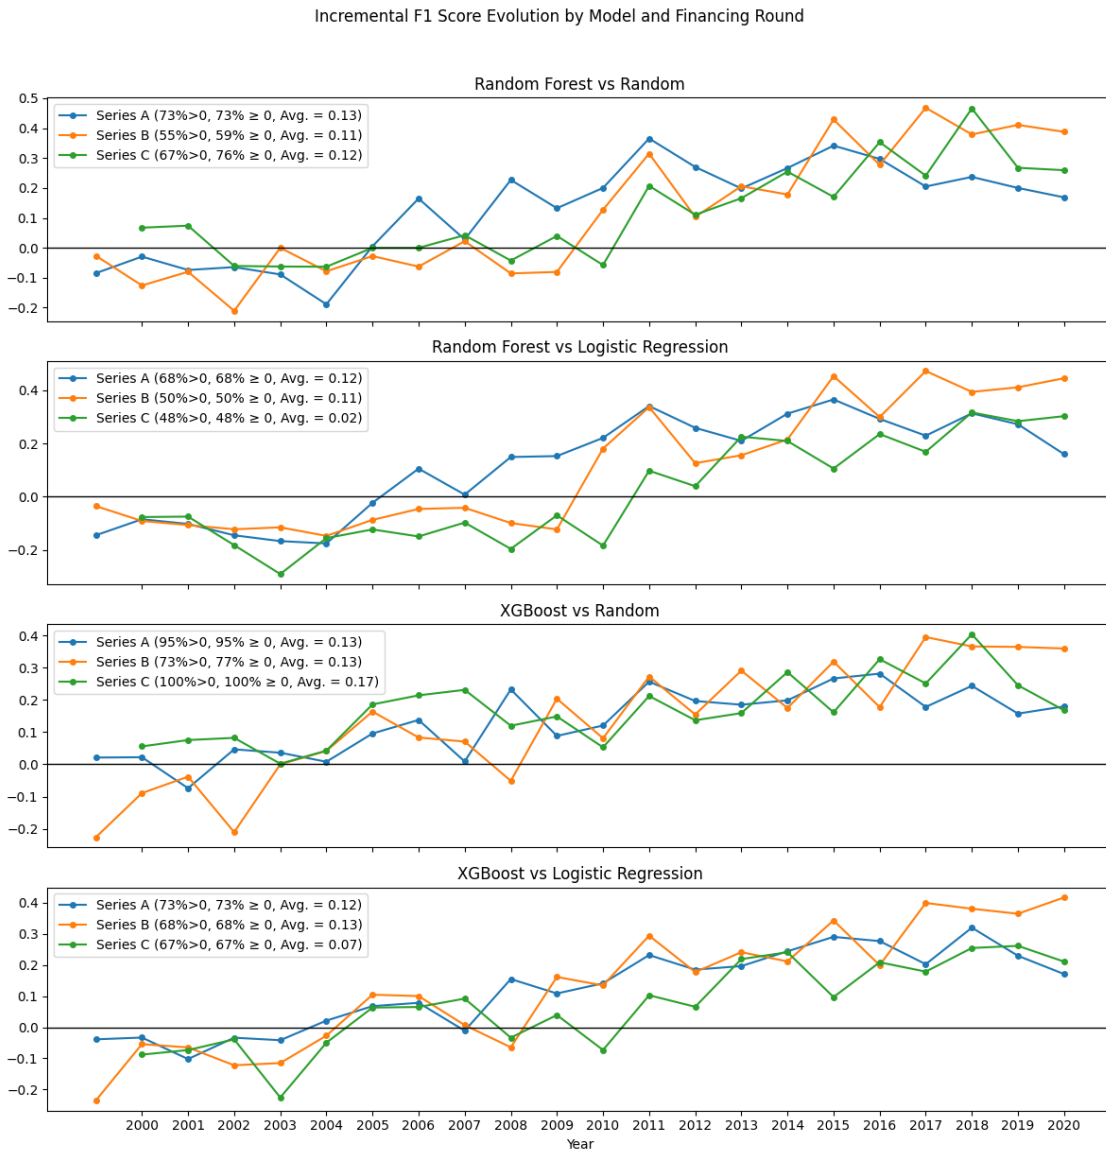 Incremental F1 Score Evolution by Model and Financing Round
Random Forest vs Random
Series A (73%>0, 73% ≥ 0, Avg. = 0.13)
Series B (55%>0, 59% ≥ 0, Avg. = 0.11)
Series C (67%>0, 76% ≥ 0, Avg. = 0.12)
0.5
0.4
0.3
0.2
0.1
0.0
−0.1
−0.2
Random Forest vs Logistic Regression
Series A (68%>0, 68% ≥ 0, Avg. = 0.12)
Series B (50%>0, 50% ≥ 0, Avg. = 0.11)
Series C (48%>0, 48% ≥ 0, Avg. = 0.02)
0.4
0.2
0.0
−0.2
XGBoost vs Random
Series A (95%>0, 95% ≥ 0, Avg. = 0.13)
Series B (73%>0, 77% ≥ 0, Avg. = 0.13)
Series C (100%>0, 100% ≥ 0, Avg. = 0.17)
0.4
0.3
0.2
0.1
0.0
−0.1
−0.2
XGBoost vs Logistic Regression
Series A (73%>0, 73% ≥ 0, Avg. = 0.12)
Series B (68%>0, 68% ≥ 0, Avg. = 0.13)
Series C (67%>0, 67% ≥ 0, Avg. = 0.07)
0.4
0.3
0.2
0.1
0.0
−0.1
−0.2
2000 2001 2002 2003 2004 2005 2006 2007 2008 2009 2010 2011 2012 2013 2014 2015 2016 2017 2018 2019 2020
Year